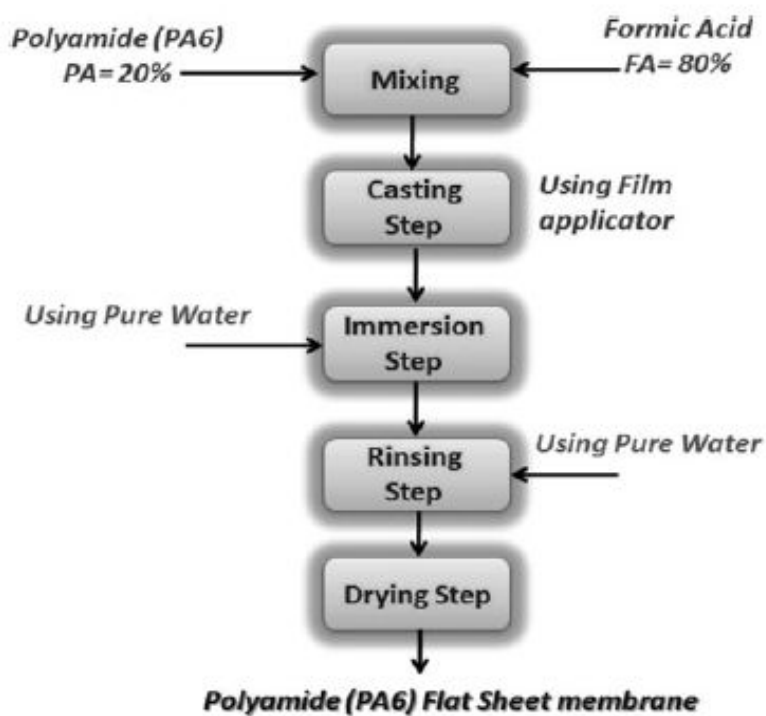 Polyamide (PA6)
PA= 20%
Mixing
Formic Acid
FA= 80%
Casting
Step
Using Film
applicator
Using Pure Water
Immersion
Step
Rinsing
Step
Using Pure Water
Drying Step
Polyamide (PA6) Flat Sheet membrane